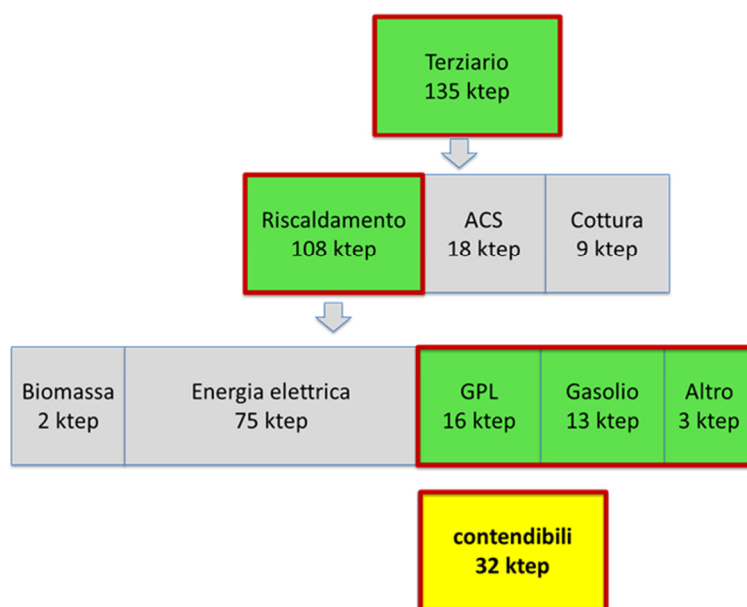 Terziario
135 ktep
Riscaldamento
108 ktep
ACS
18 ktep
Cottura
9 ktep
Biomassa
2 ktep
Energia elettrica
75 ktep
GPL
16 ktep
Gasolio
13 ktep
Altro
3 ktep
contendibili
32 ktep